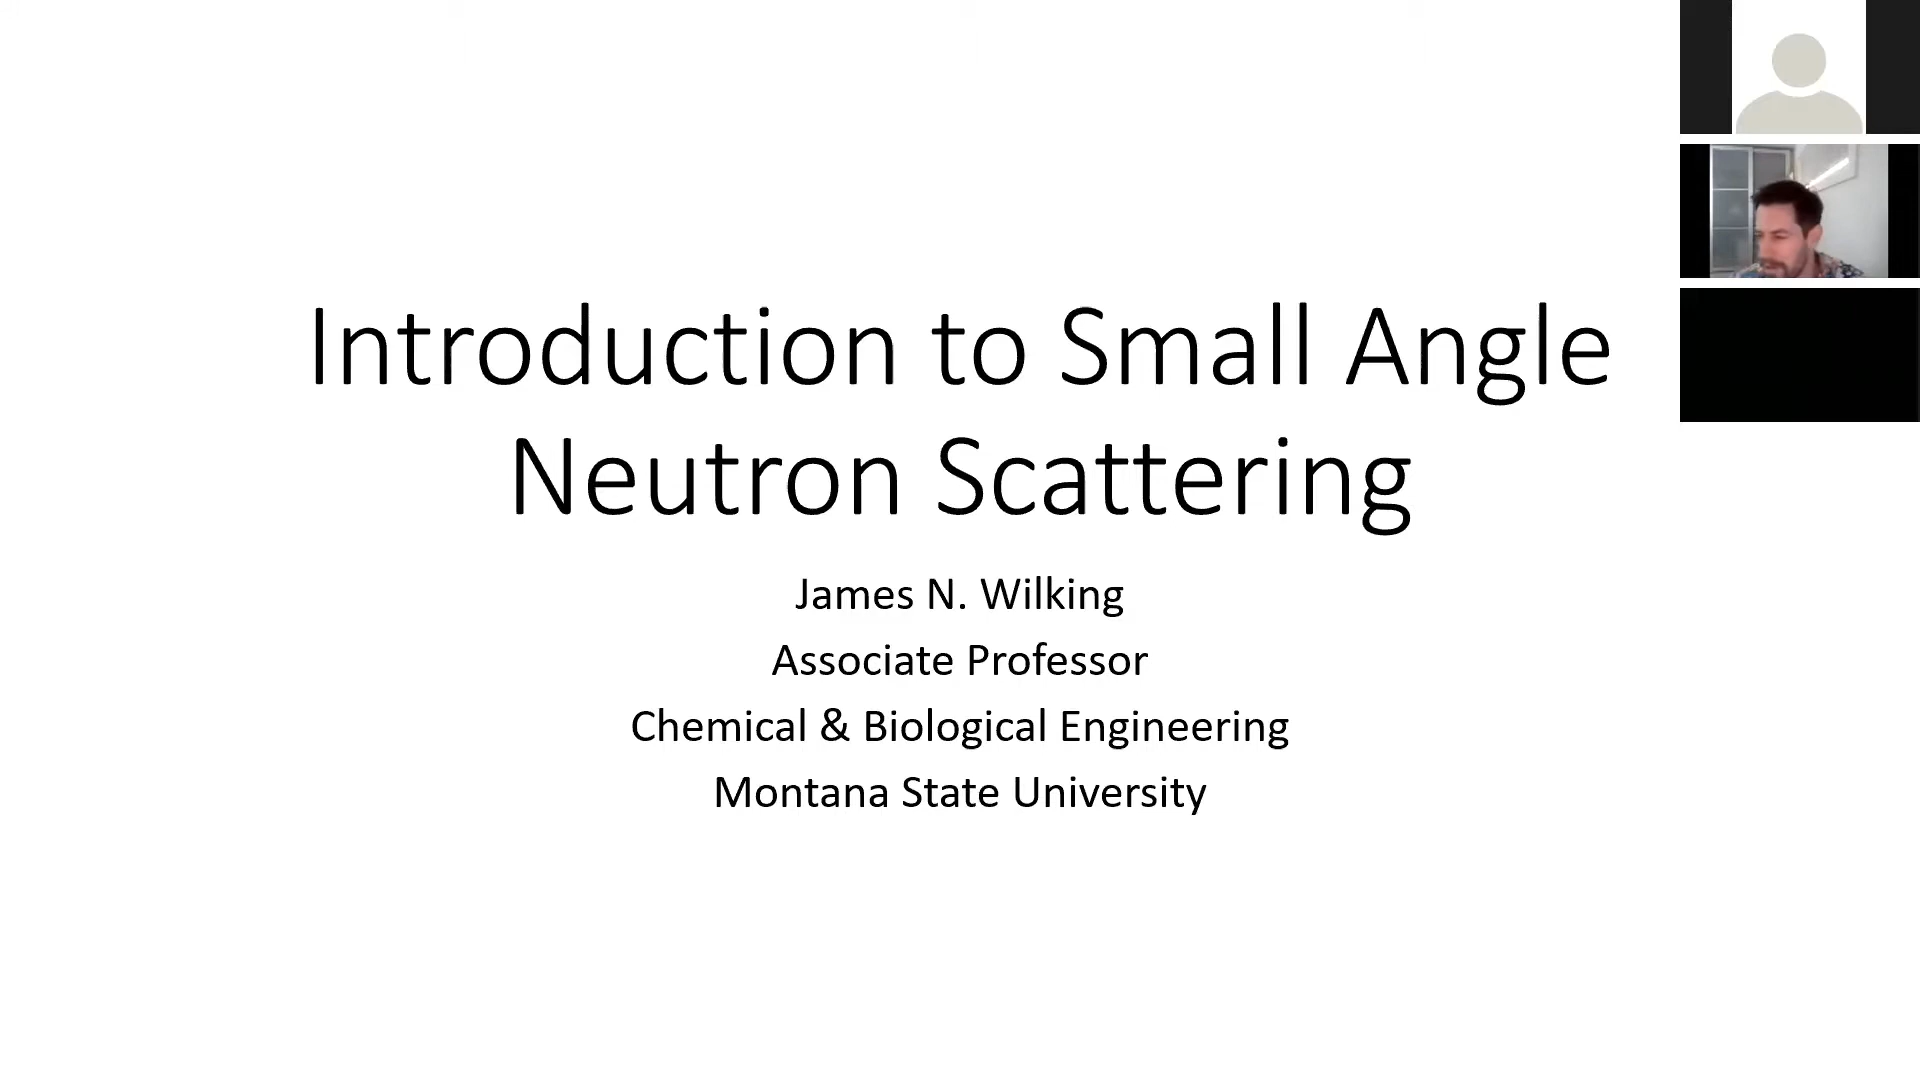 Introduction to Small Angle
Neutron Scattering
James N. Wilking
Associate Professor
Chemical & Biological Engineering
Montana State University